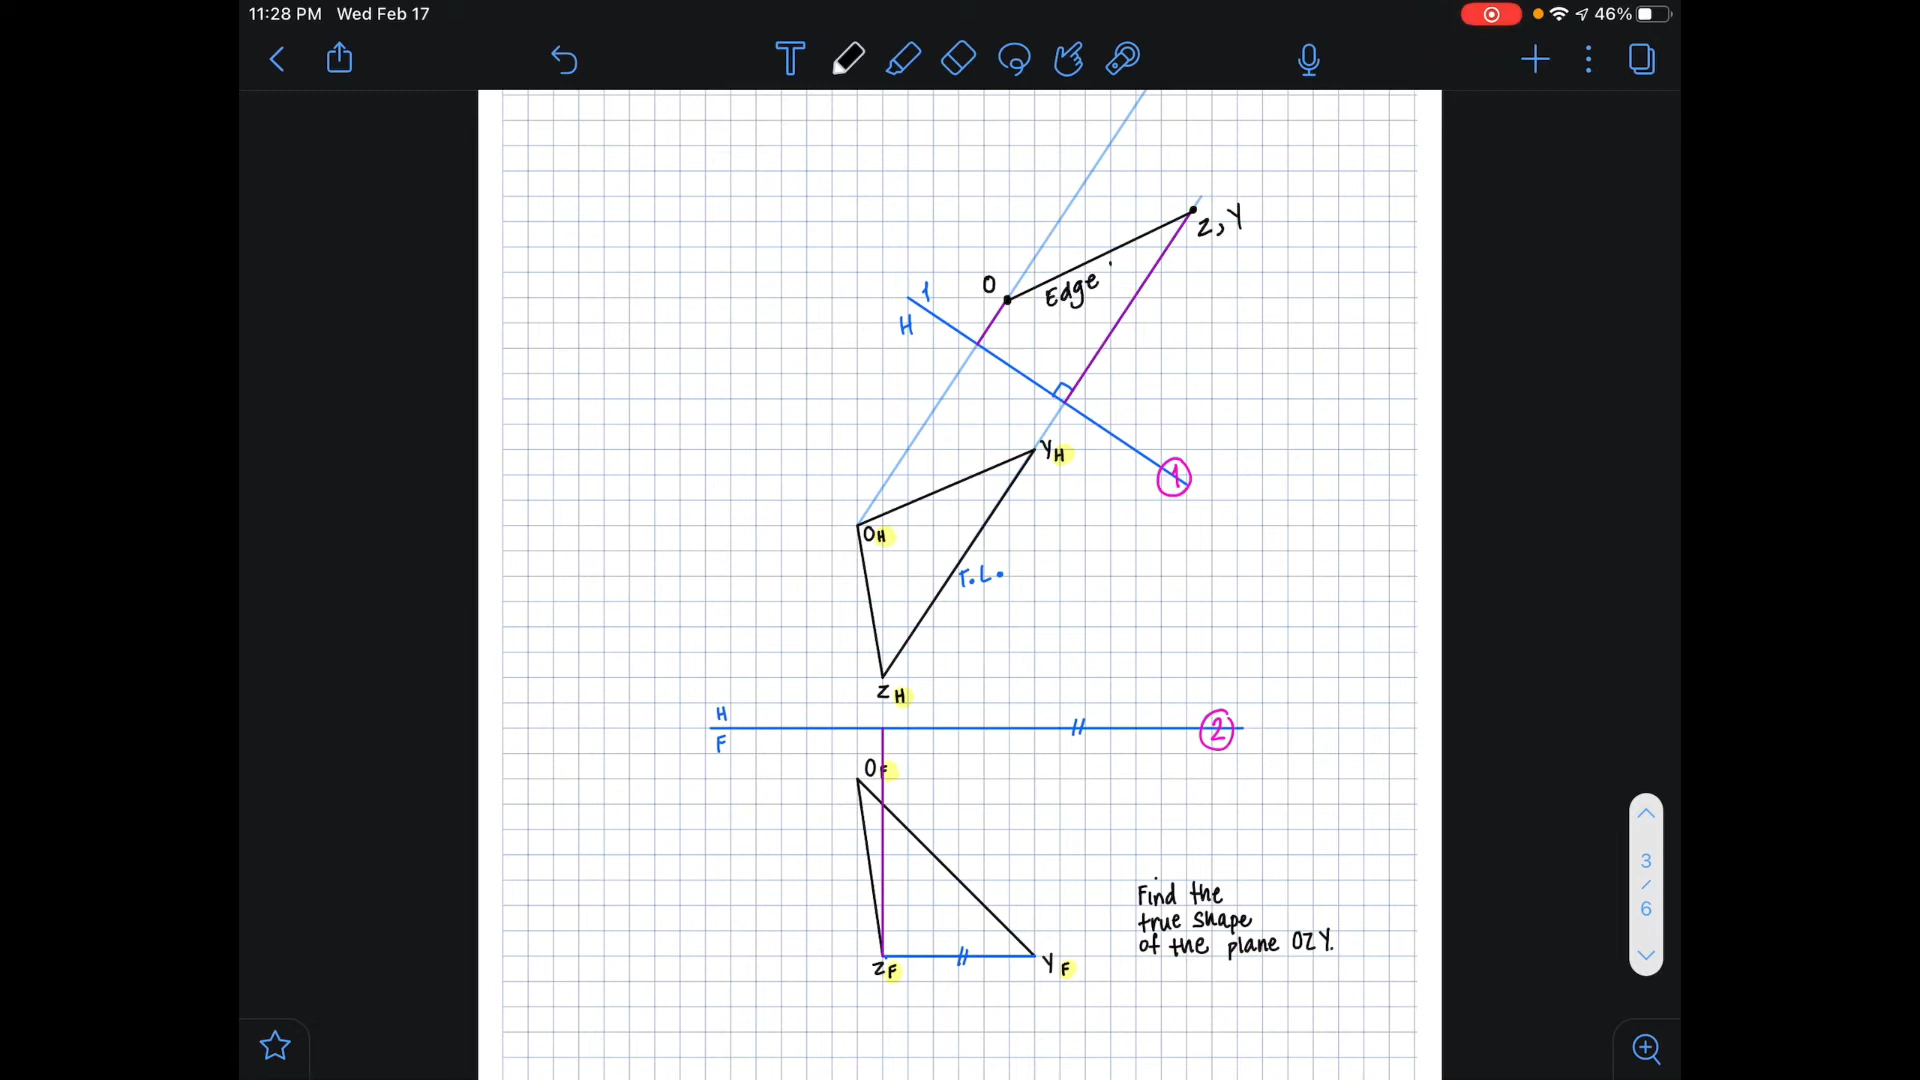 11:28 PM Wed Feb 17
46%
Z, Y
O
Edge
1
H
YH
1
OH
T.L.
ZH
H
F
2
OF
Find the
true shape
of the plane OZY.
ZF
YF
3
/
6